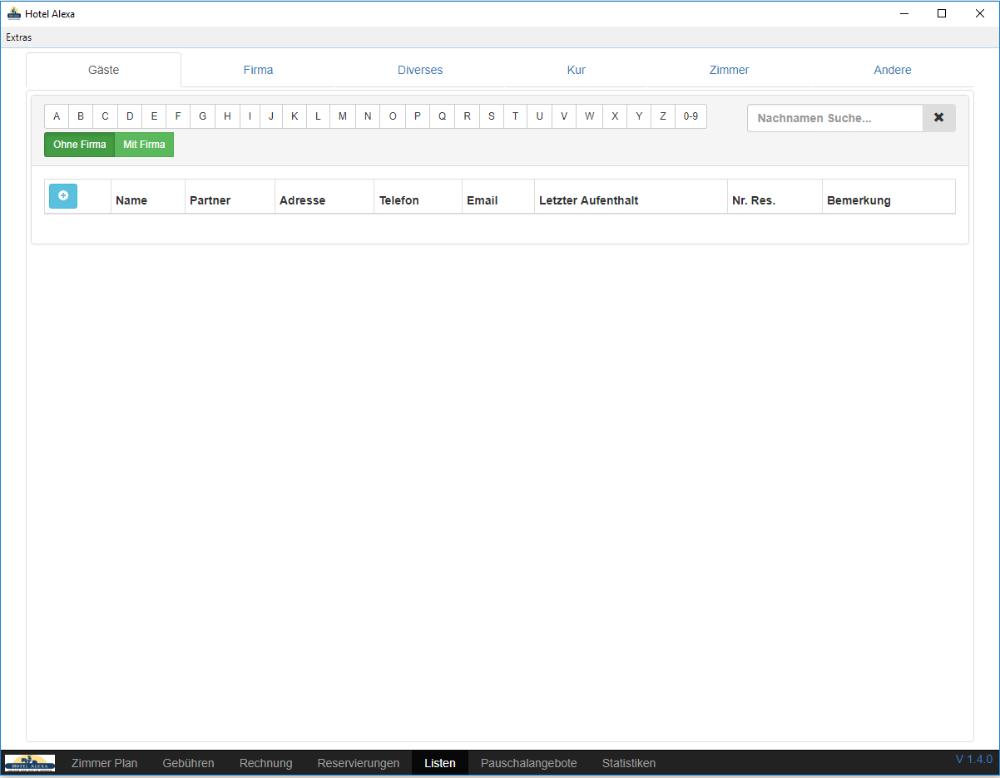 Hotel Alexa
Extras
Gäste Firma Diverses Kur Zimmer Andere
A B C D E F G H I J K L M N O P Q R S T U V W X Y Z 0-9 Nachnamen Suche...
Ohne Firma Mit Firma
Name Partner Adresse Telefon Email Letzter Aufenthalt Nr. Res. Bemerkung
HOTEL ALEXA Zimmer Plan Gebühren Rechnung Reservierungen Listen Pauschalangebote Statistiken V 1.4.0